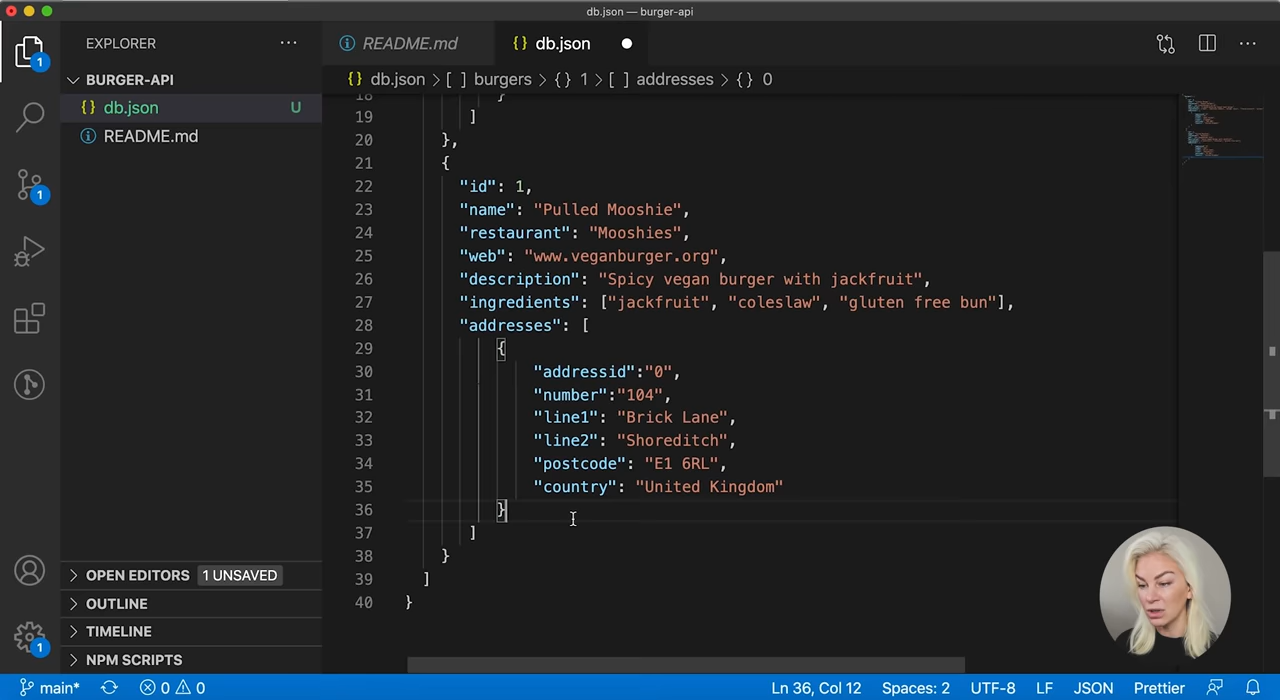 db.json — burger-api
EXPLORER
README.md
{} db.json
1
BURGER-API
{} db.json > [ ] burgers > {} 1 > [ ] addresses > {} 0
{} db.json U
README.md
1
18 }
19 ]
20 },
21 {
22 "id": 1,
23 "name": "Pulled Mooshie",
24 "restaurant": "Mooshies",
25 "web": "www.veganburger.org",
26 "description": "Spicy vegan burger with jackfruit",
27 "ingredients": ["jackfruit", "coleslaw", "gluten free bun"],
28 "addresses": [
29 {
30 "addressid":"0",
31 "number":"104",
32 "line1": "Brick Lane",
33 "line2": "Shoreditch",
34 "postcode": "E1 6RL",
35 "country": "United Kingdom"
36 }
37 ]
38 }
39 ]
40 }
OPEN EDITORS 1 UNSAVED
OUTLINE
TIMELINE
1
NPM SCRIPTS
main* 0 0 Ln 36, Col 12 Spaces: 2 UTF-8 LF JSON Prettier